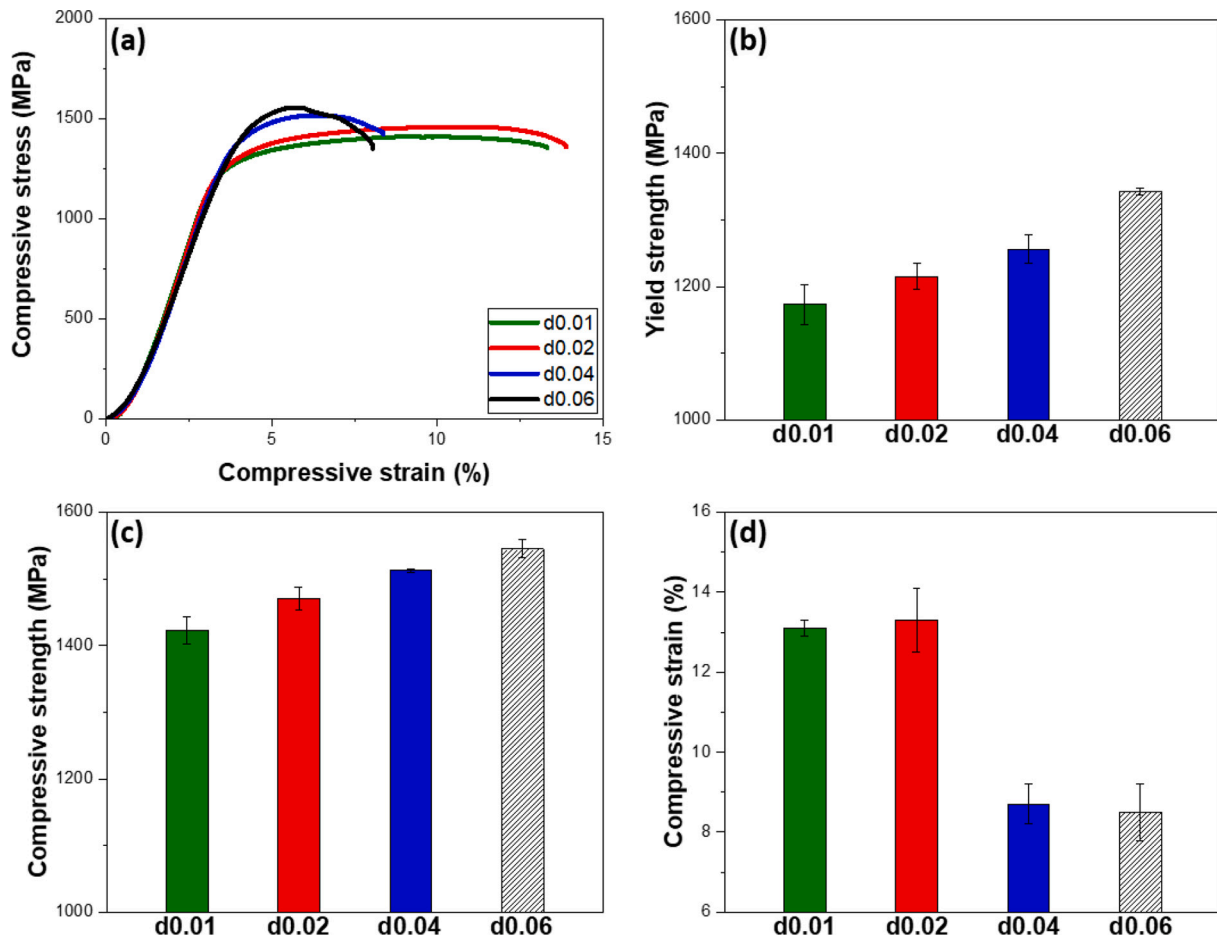 (a)
Compressive stress (MPa)
2000
1500
1000
500
0
0 5 10 15
Compressive strain (%)
d0.01
d0.02
d0.04
d0.06
(b)
Yield strength (MPa)
1600
1400
1200
1000
d0.01 d0.02 d0.04 d0.06
(c)
Compressive strength (MPa)
1600
1400
1200
1000
d0.01 d0.02 d0.04 d0.06
(d)
Compressive strain (%)
16
14
12
10
8
6
d0.01 d0.02 d0.04 d0.06